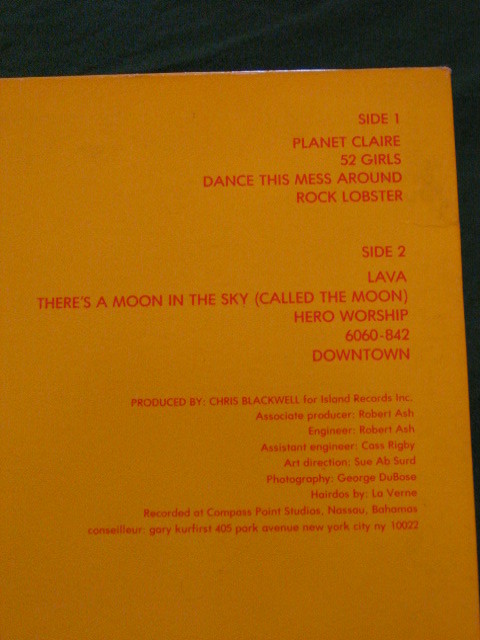 SIDE 1
PLANET CLAIRE
52 GIRLS
DANCE THIS MESS AROUND
ROCK LOBSTER
SIDE 2
LAVA
THERE'S A MOON IN THE SKY (CALLED THE MOON)
HERO WORSHIP
6060-842
DOWNTOWN
PRODUCED BY: CHRIS BLACKWELL for Island Records Inc.
Associate producer: Robert Ash
Engineer: Robert Ash
Assistant engineer: Cass Rigby
Art direction: Sue Ab Surd
Photography: George DuBose
Hairdos by: La Verne
Recorded at Compass Point Studios, Nassau, Bahamas
conseilleur: gary kurfirst 405 park avenue new york city ny 10022